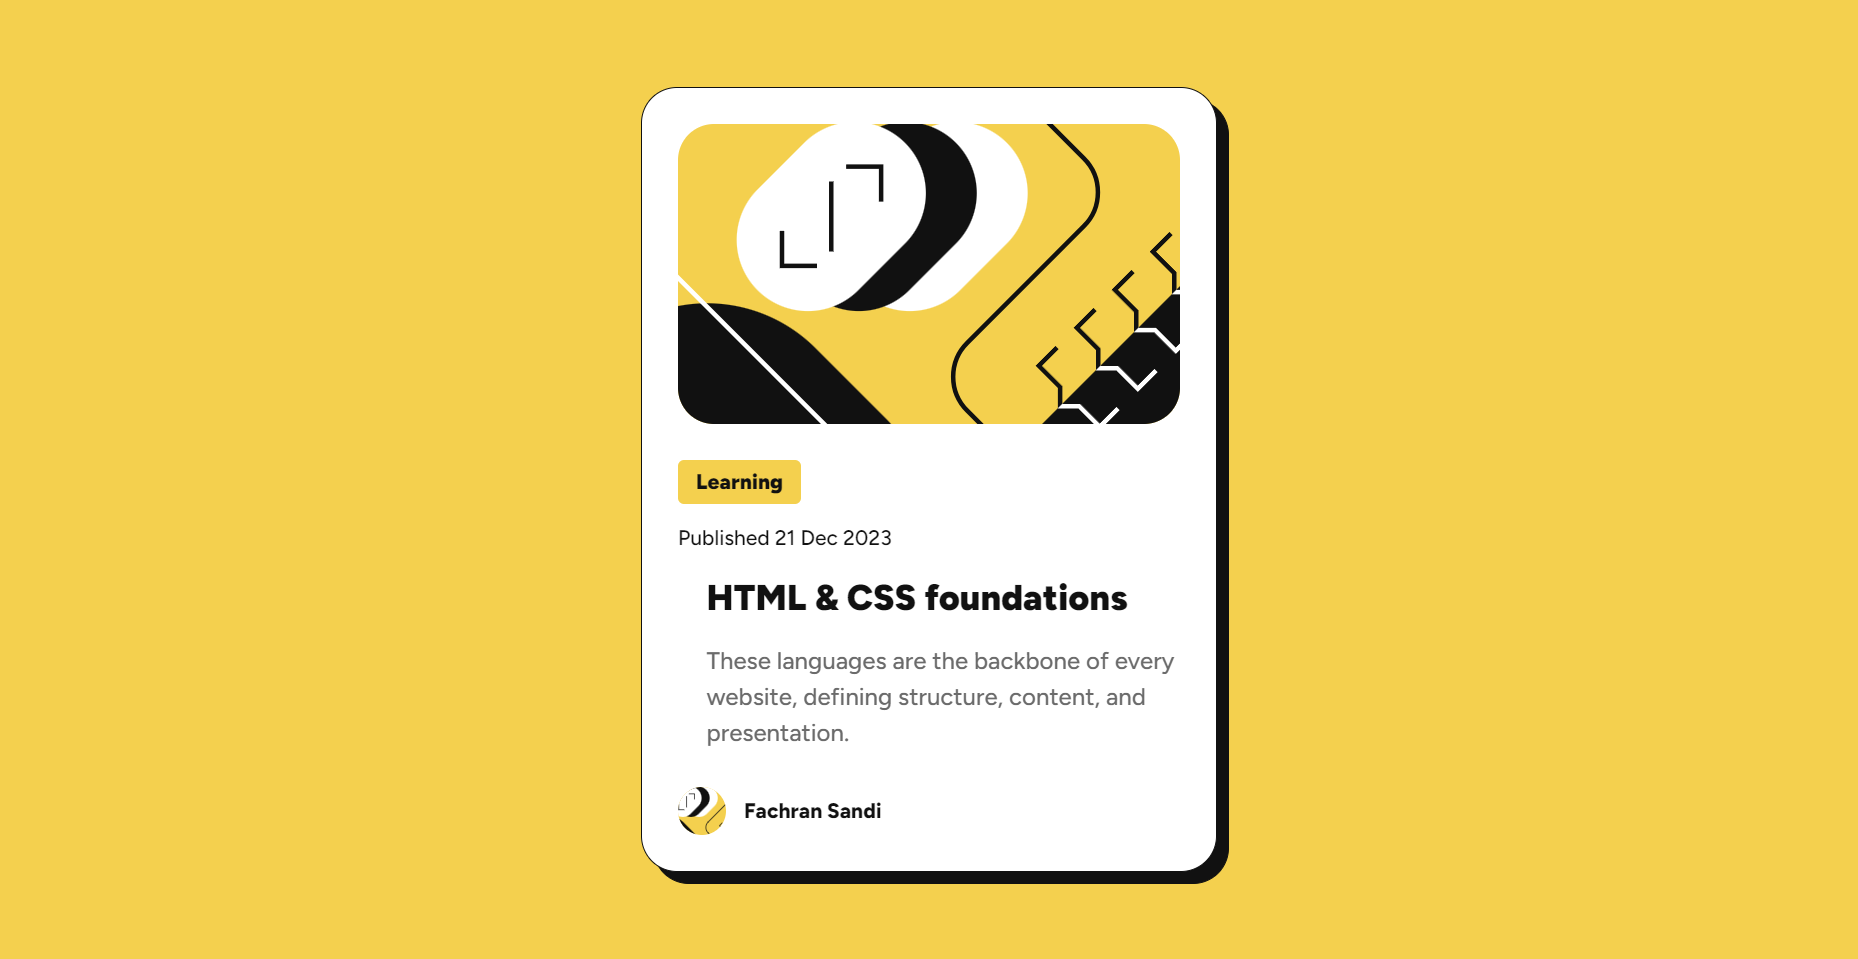 Learning
Published 21 Dec 2023
HTML & CSS foundations
These languages are the backbone of every
website, defining structure, content, and
presentation.
Fachran Sandi